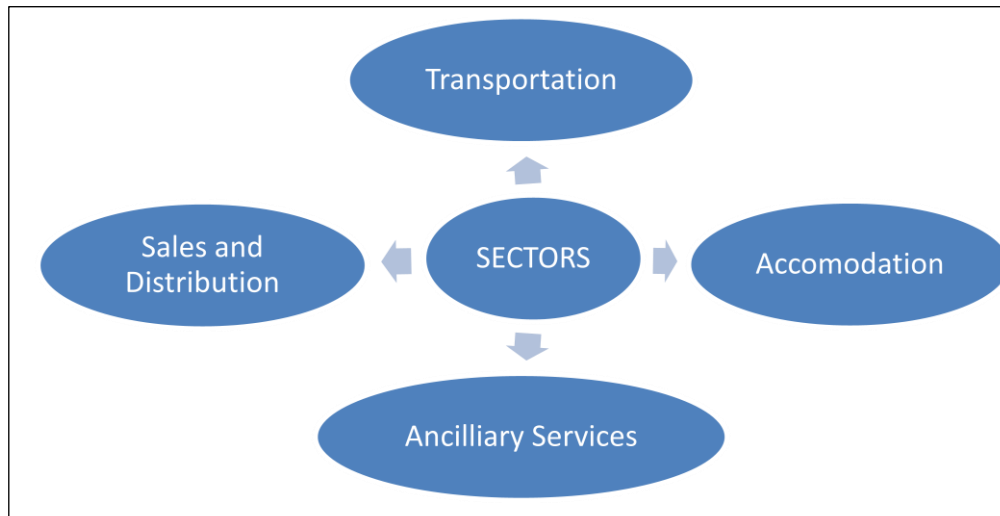 Transportation
Sales and
Distribution
SECTORS
Accomodation
Ancilliary Services